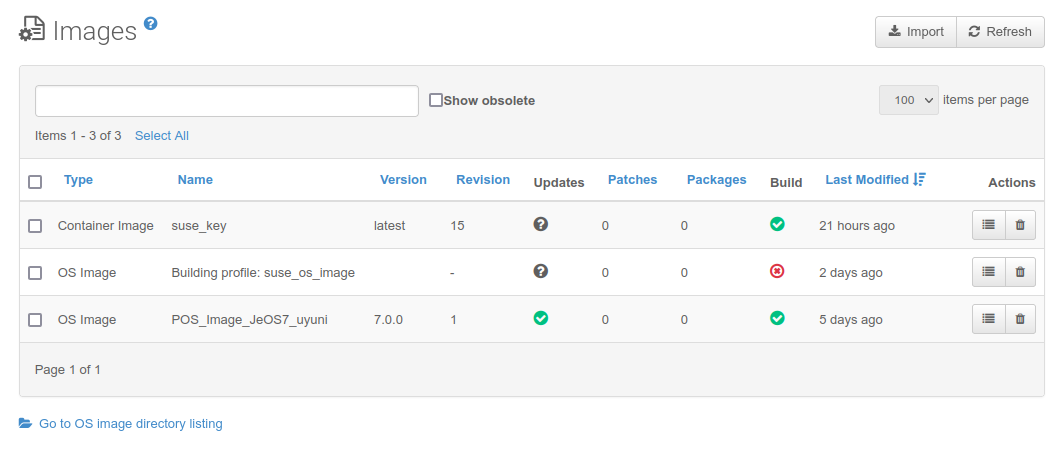 Images
Import Refresh
Show obsolete 100 items per page
Items 1 - 3 of 3 Select All
Type Name Version Revision Updates Patches Packages Build Last Modified Actions
Container Image suse_key latest 15 0 0 21 hours ago
OS Image Building profile: suse_os_image - 0 0 2 days ago
OS Image POS_Image_JeOS7_uyuni 7.0.0 1 0 0 5 days ago
Page 1 of 1
Go to OS image directory listing